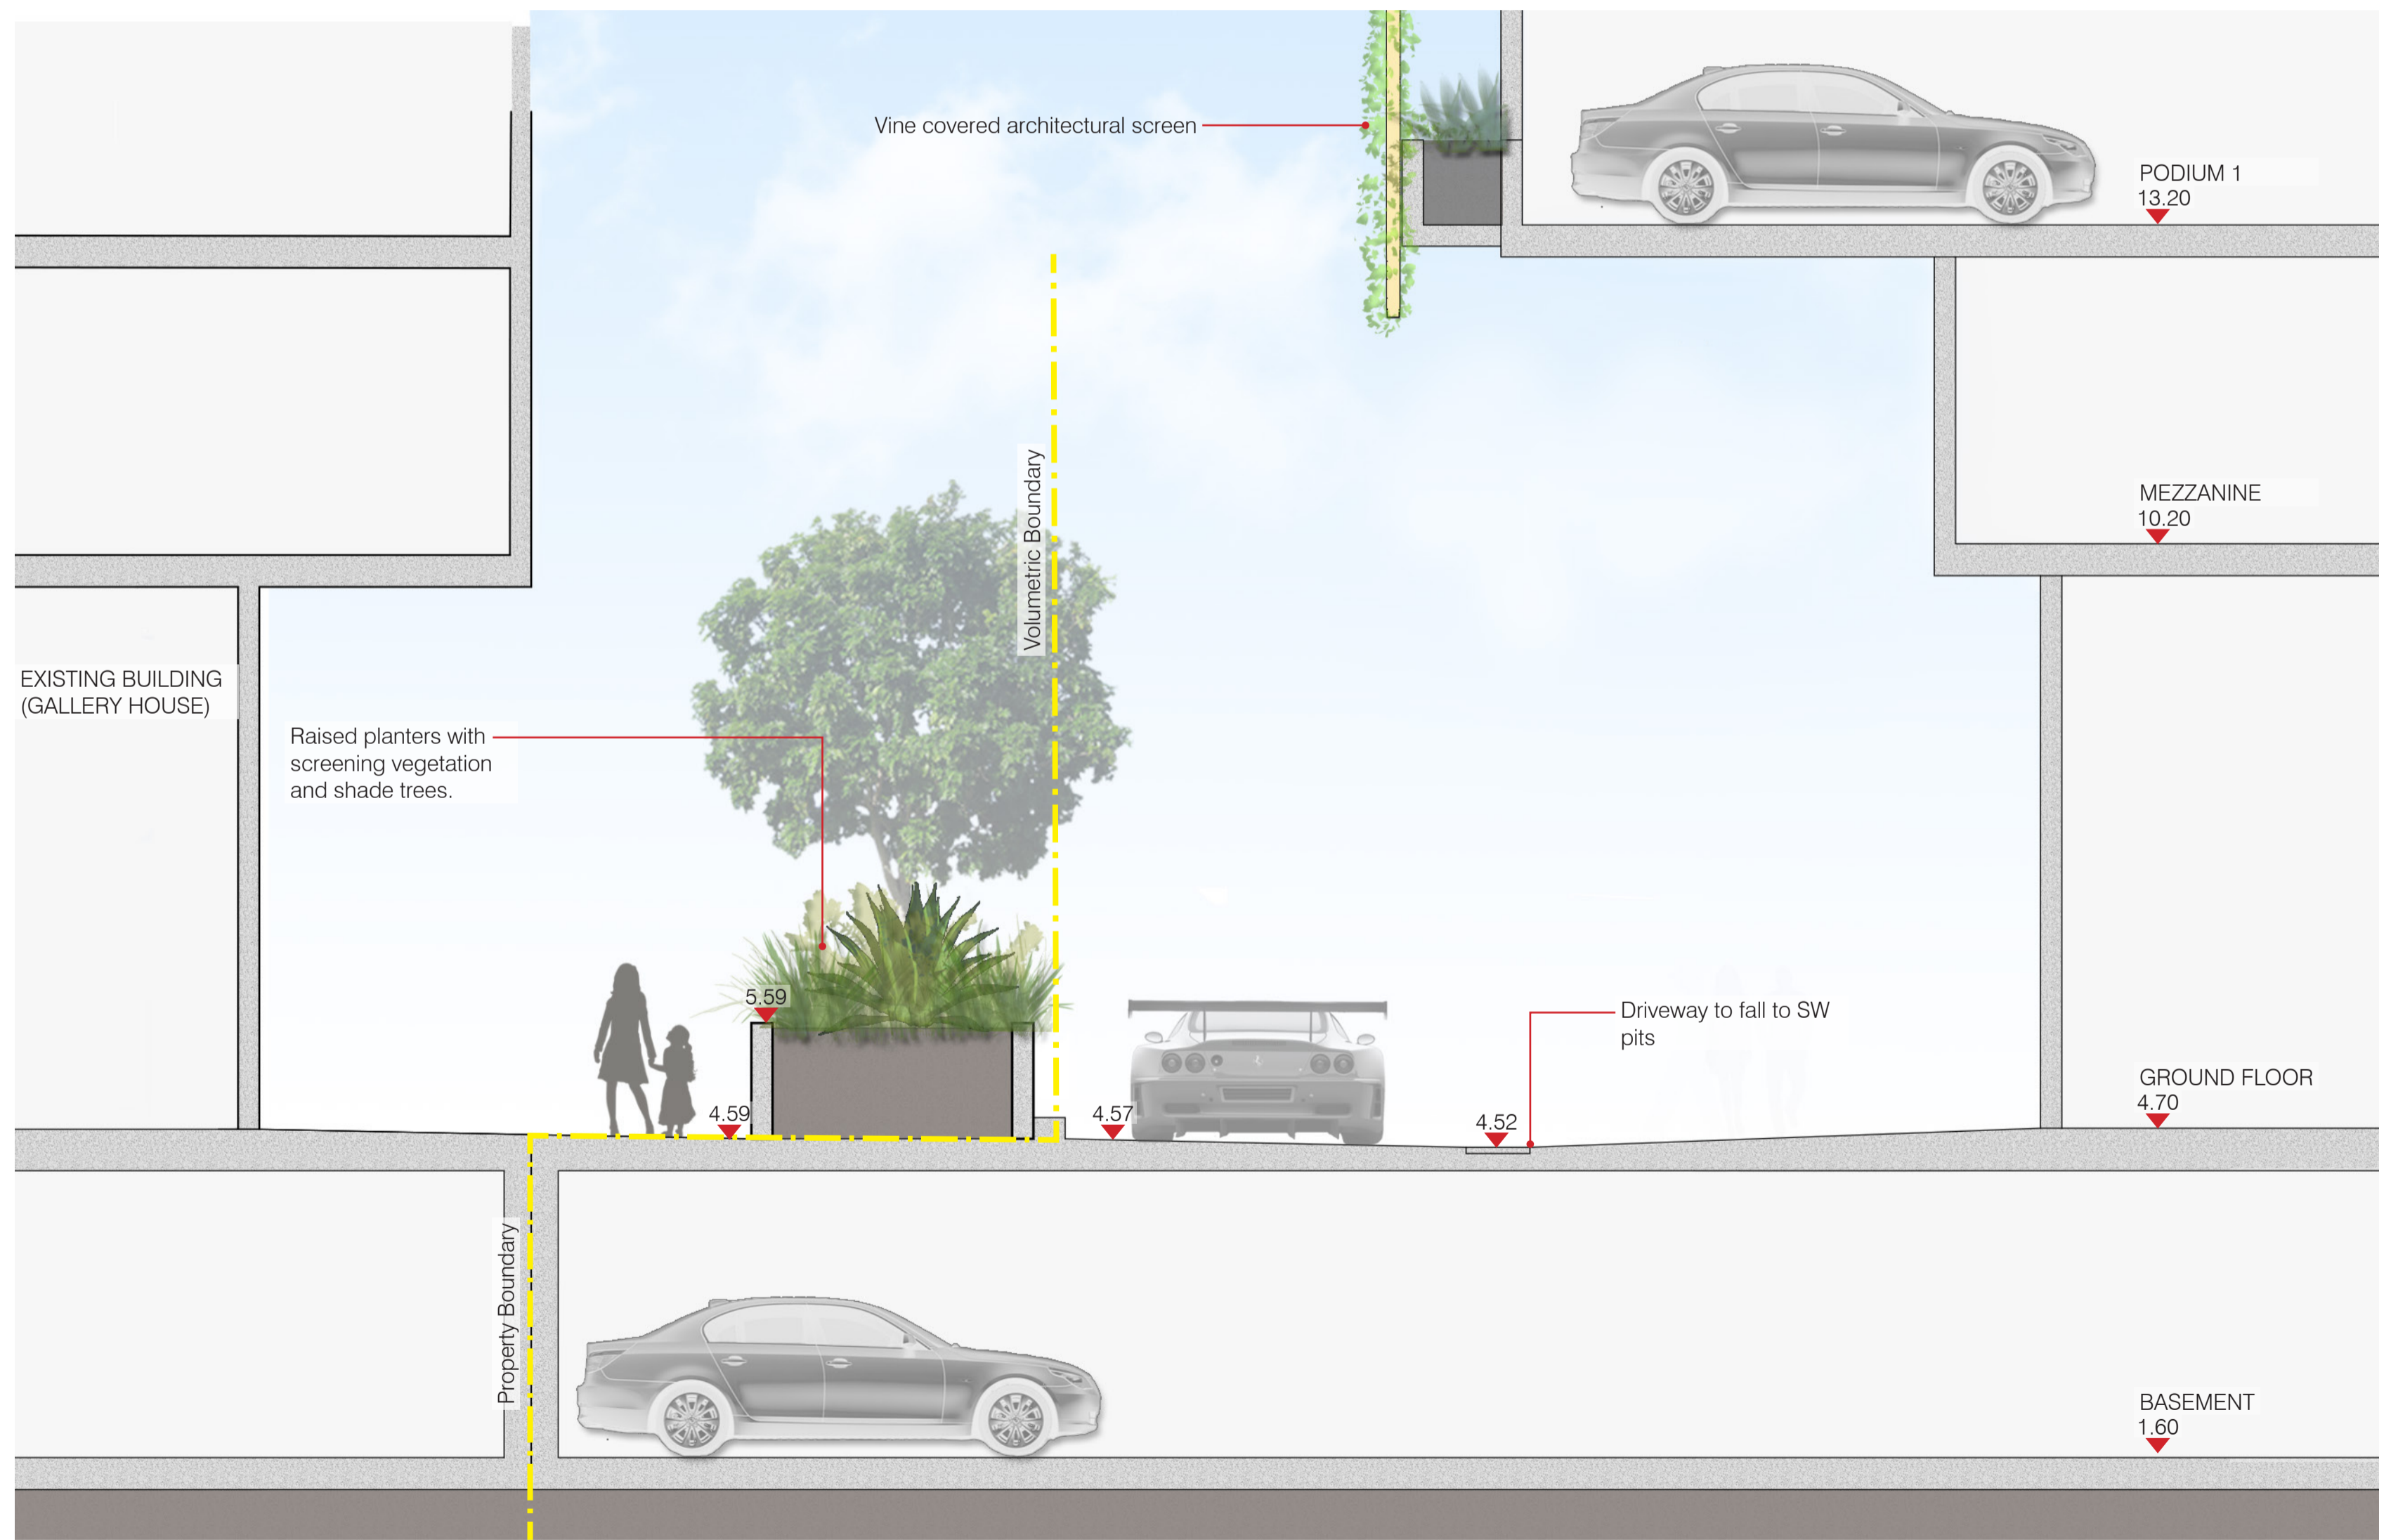 Vine covered architectural screen
PODIUM 1
13.20
Volumetric Boundary
MEZZANINE
10.20
EXISTING BUILDING
(GALLERY HOUSE)
Raised planters with
screening vegetation
and shade trees.
5.59
Driveway to fall to SW
pits
4.59
4.57
4.52
GROUND FLOOR
4.70
Property Boundary
BASEMENT
1.60